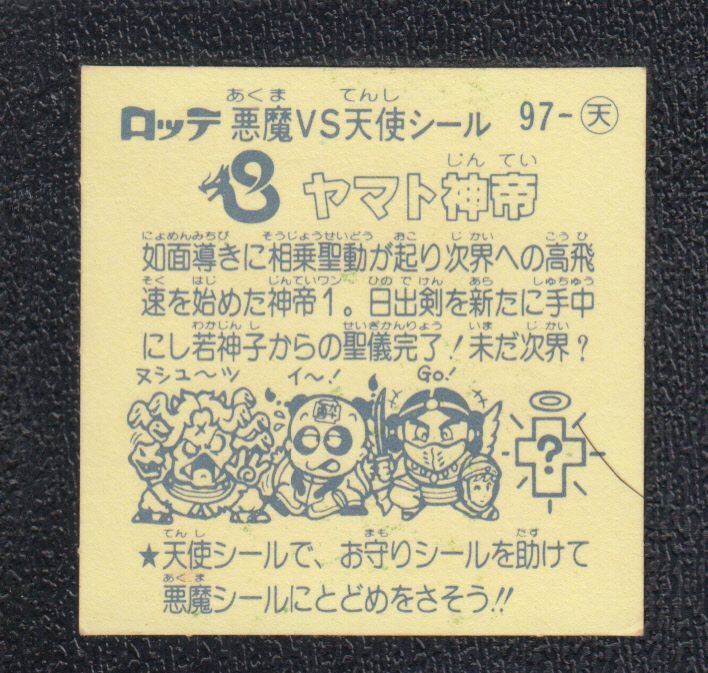 あくま てんし
ロッテ 悪魔VS天使シール 97-天
じん てい
ヤマト神帝
にょめんみちび そうじょうせいどう おこ じかい こうひ
如面導きに相乗聖動が起り次界への高飛
そく はじ じんていワン ひのでけん あら しゅちゅう
速を始めた神帝1。日出剣を新たに手中
わかじんし せいぎかんりょう いま じかい
にし若神子からの聖儀完了!未だ次界?
ヌシュ〜ツ イ〜! Go!
酔
?
てんし まも たす
★天使シールで、お守りシールを助けて
あくま
悪魔シールにとどめをさそう!!